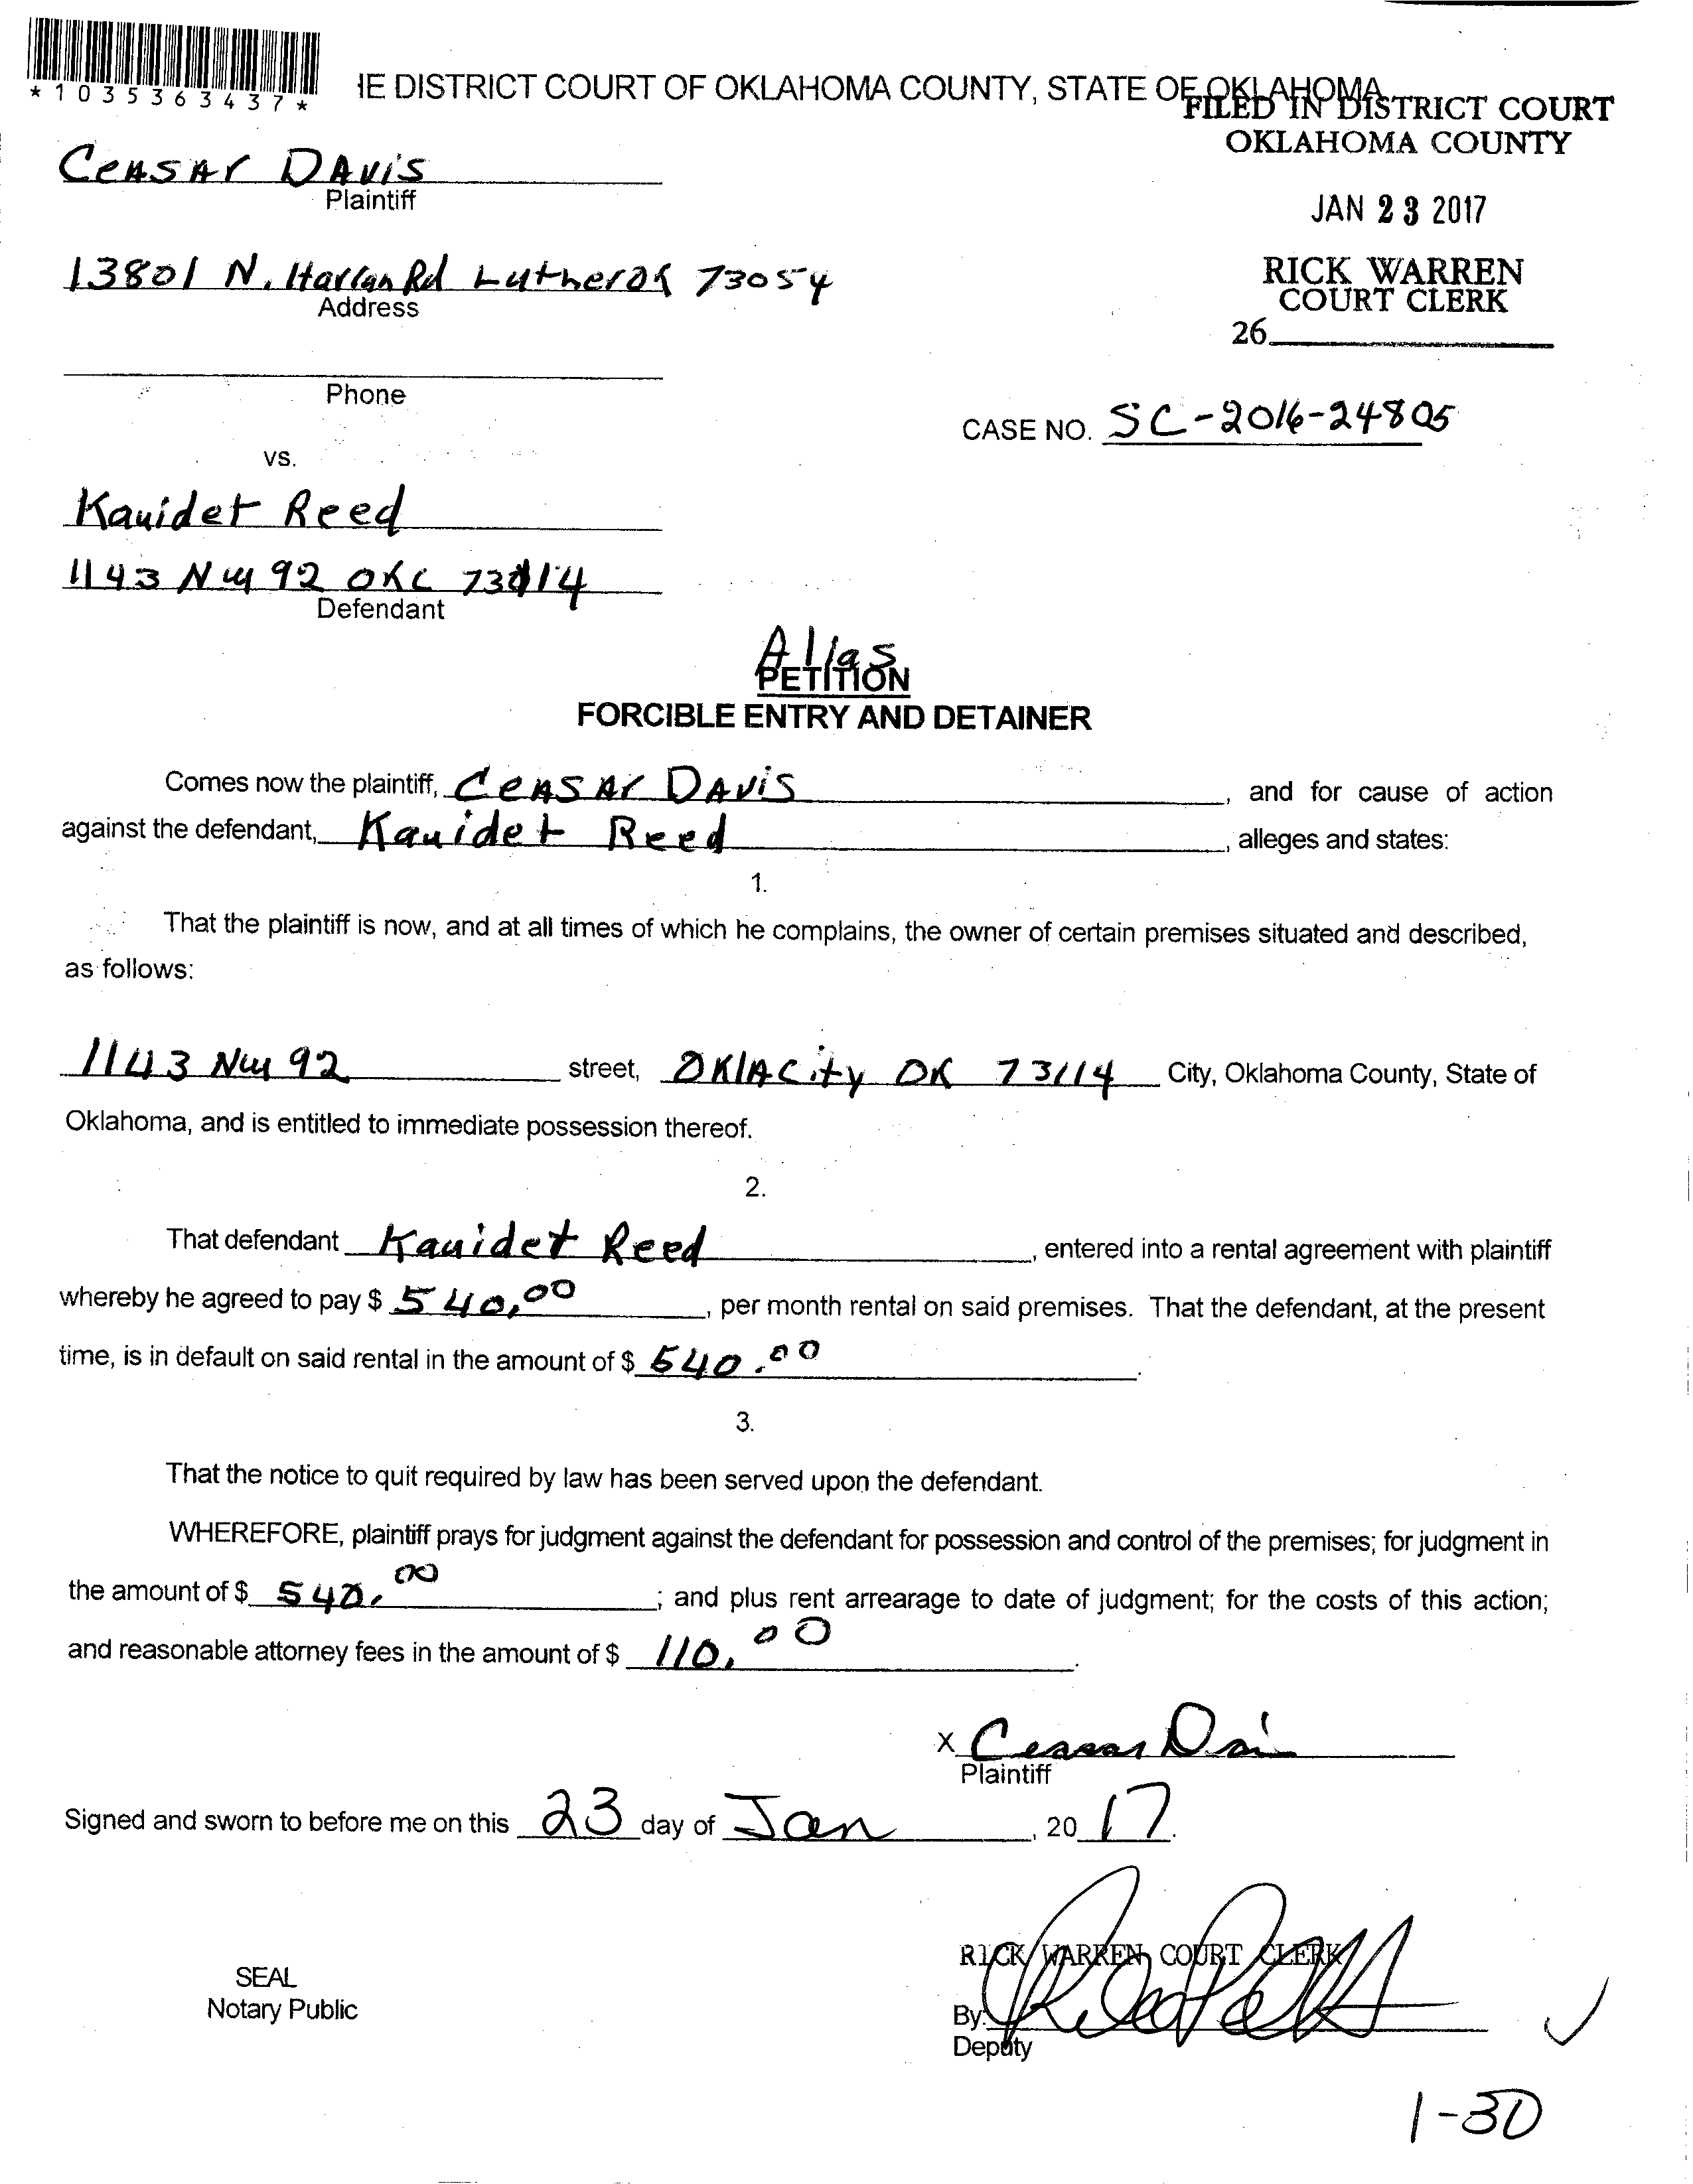 *1035363437*
IE DISTRICT COURT OF OKLAHOMA COUNTY, STATE OF OKLAHOMA
FILED IN DISTRICT COURT
OKLAHOMA COUNTY
JAN 23 2017
RICK WARREN
COURT CLERK
26
Ceasar Davis
Plaintiff
13801 N. Harlan Rd Luther OK 73054
Address
Phone
CASE NO. SC-2016-24805
vs.
Kauidet Reed
1143 NW 92 OKC 73114
Defendant
Alias
PETITION
FORCIBLE ENTRY AND DETAINER
Comes now the plaintiff, Ceasar Davis, and for cause of action
against the defendant, Kauidet Reed, alleges and states:
1.
That the plaintiff is now, and at all times of which he complains, the owner of certain premises situated and described,
as follows:
1143 NW 92 street, OKlA City OK 73114 City, Oklahoma County, State of
Oklahoma, and is entitled to immediate possession thereof.
2.
That defendant Kauidet Reed, entered into a rental agreement with plaintiff
whereby he agreed to pay $ 540.00, per month rental on said premises. That the defendant, at the present
time, is in default on said rental in the amount of $ 540.00.
3.
That the notice to quit required by law has been served upon the defendant.
WHEREFORE, plaintiff prays for judgment against the defendant for possession and control of the premises; for judgment in
the amount of $ 540.00; and plus rent arrearage to date of judgment; for the costs of this action;
and reasonable attorney fees in the amount of $ 110.00.
X Ceasar Davis
Plaintiff
Signed and sworn to before me on this 23 day of Jan, 2017.
RICK WARREN COURT CLERK
SEAL
Notary Public
By:
Deputy
1-30